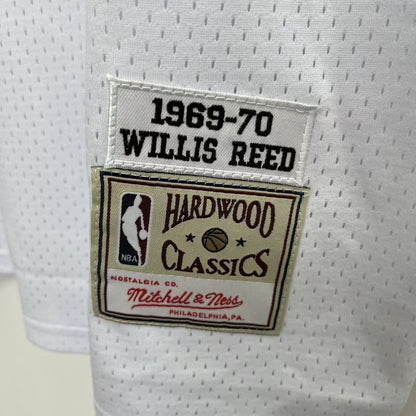 1969-70
WILLIS REED
HARDWOOD
CLASSICS
NBA
NOSTALGIA CO.
Mitchell & Ness
PHILADELPHIA, PA.